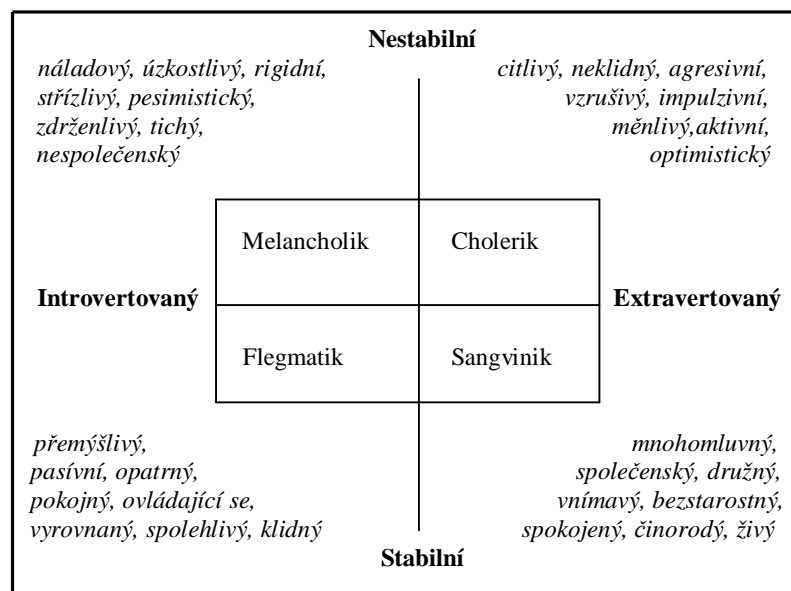 Nestabilní
náladový, úzkostlivý, rigidní,
střízlivý, pesimistický,
zdrženlivý, tichý,
nespolečenský
citlivý, neklidný, agresivní,
vzrušivý, impulzivní,
měnlivý,aktivní,
optimistický
Melancholik
Cholerik
Introvertovaný
Extravertovaný
Flegmatik
Sangvinik
přemýšlivý,
pasívní, opatrný,
pokojný, ovládající se,
vyrovnaný, spolehlivý, klidný
mnohomluvný,
společenský, družný,
vnímavý, bezstarostný,
spokojený, činorodý, živý
Stabilní